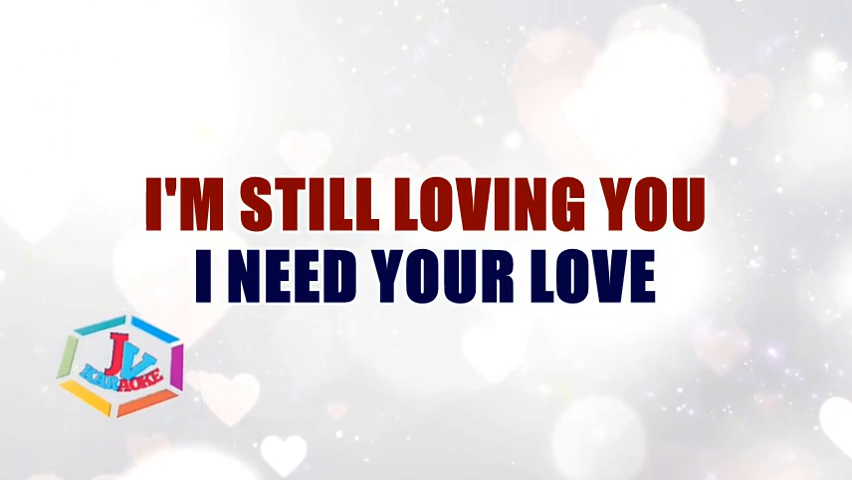 I'M STILL LOVING YOU
I NEED YOUR LOVE
JV
KARAOKE